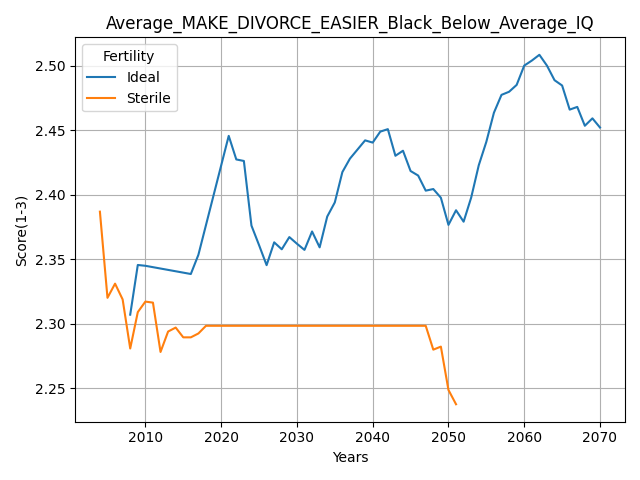 Average_MAKE_DIVORCE_EASIER_Black_Below_Average_IQ
Fertility
Ideal
Sterile
Score(1-3)
2.50
2.45
2.40
2.35
2.30
2.25
2010 2020 2030 2040 2050 2060 2070
Years